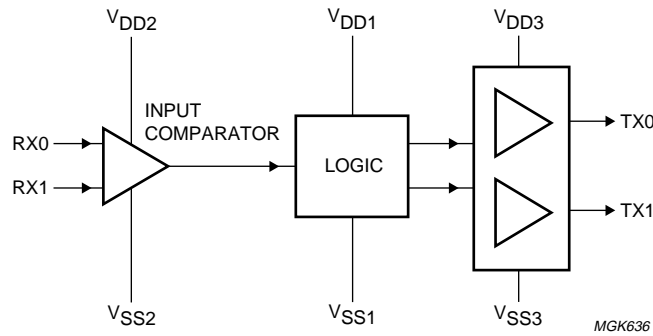 VDD2
VDD1
VDD3
INPUT
COMPARATOR
RX0
RX1
LOGIC
TX0
TX1
VSS2
VSS1
VSS3
MGK636